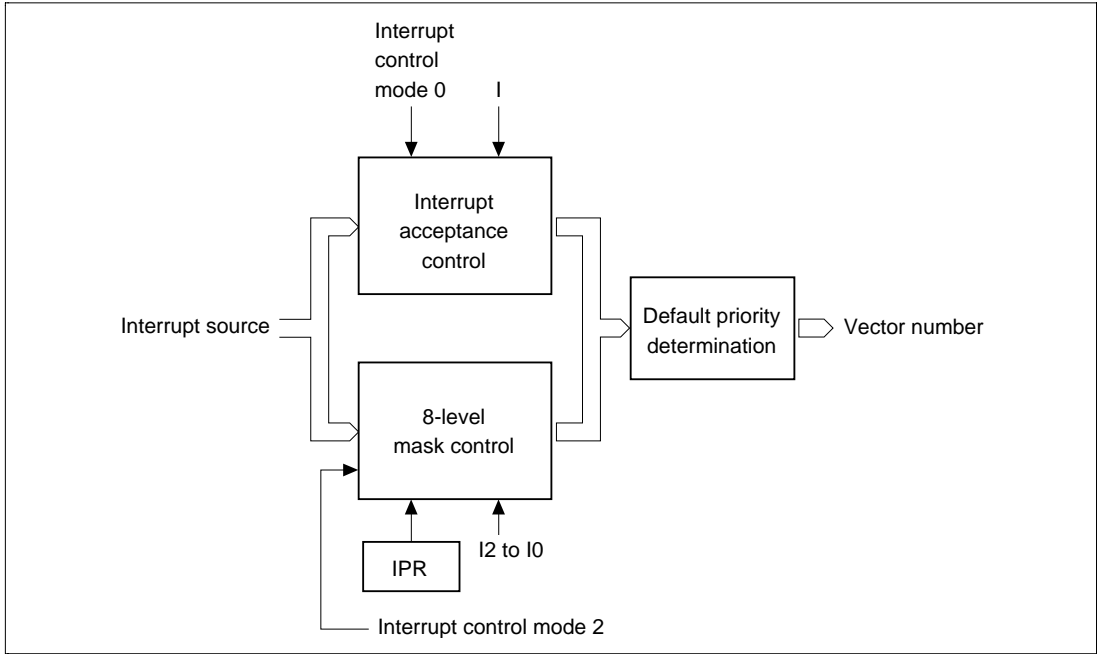 Interrupt
control
mode 0
I
Interrupt
acceptance
control
Interrupt source
Default priority
determination
Vector number
8-level
mask control
I2 to I0
IPR
Interrupt control mode 2